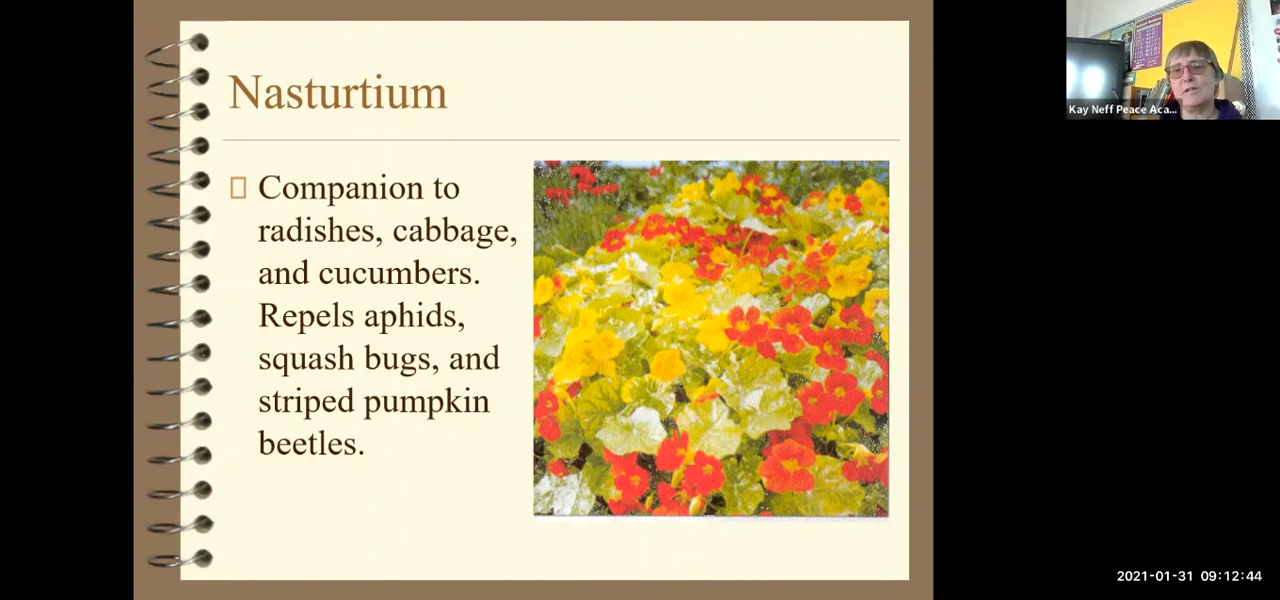 Nasturtium
Companion to
radishes, cabbage,
and cucumbers.
Repels aphids,
squash bugs, and
striped pumpkin
beetles.
Kay Neff Peace Aca...
2021-01-31 09:12:44